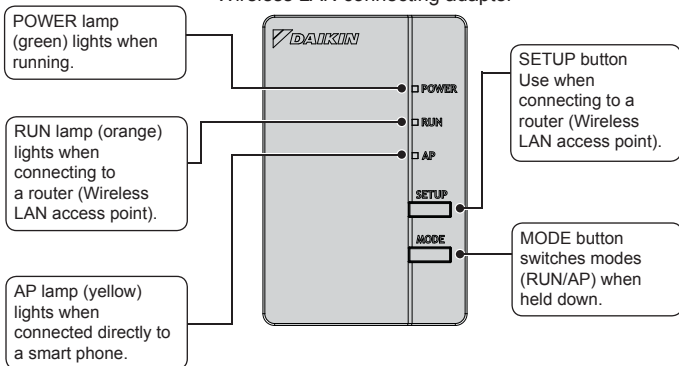 Wireless LAN connecting adapter
POWER lamp
(green) lights when
running.
RUN lamp (orange)
lights when
connecting to
a router (Wireless
LAN access point).
AP lamp (yellow)
lights when
connected directly to
a smart phone.
DAIKIN
POWER
RUN
AP
SETUP
MODE
SETUP button
Use when
connecting to a
router (Wireless
LAN access point).
MODE button
switches modes
(RUN/AP) when
held down.